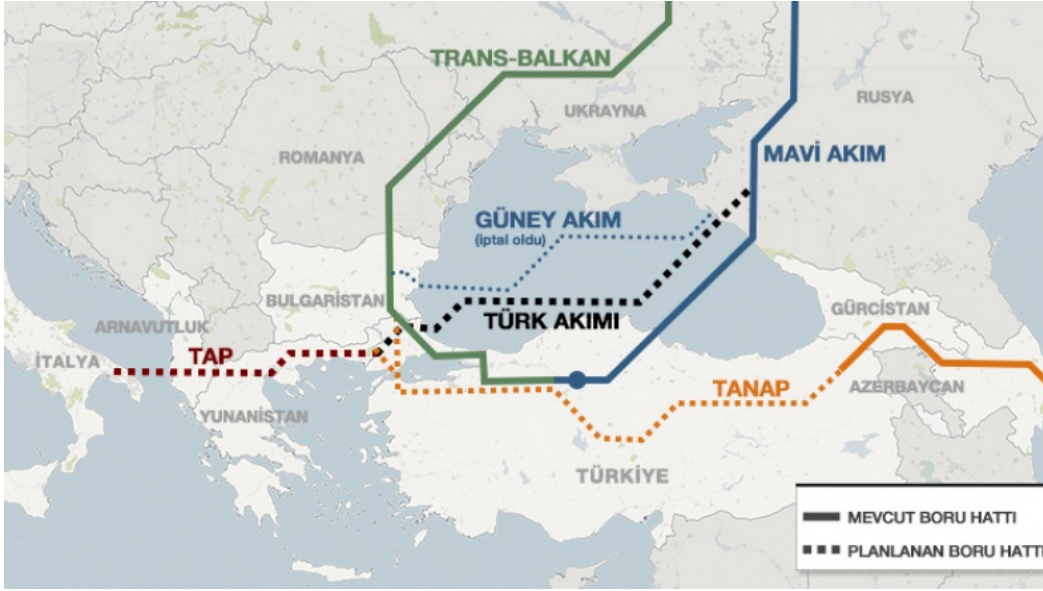 TRANS-BALKAN
UKRAYNA
RUSYA
ROMANYA
MAVİ AKIM
GÜNEY AKIM
(iptal oldu)
BULGARİSTAN
TÜRK AKIMI
GÜRCİSTAN
ARNAVUTLUK
İTALYA
TAP
TANAP
AZERBAYCAN
YUNANİSTAN
TÜRKİYE
MEVCUT BORU HATTI
PLANLANAN BORU HATTI